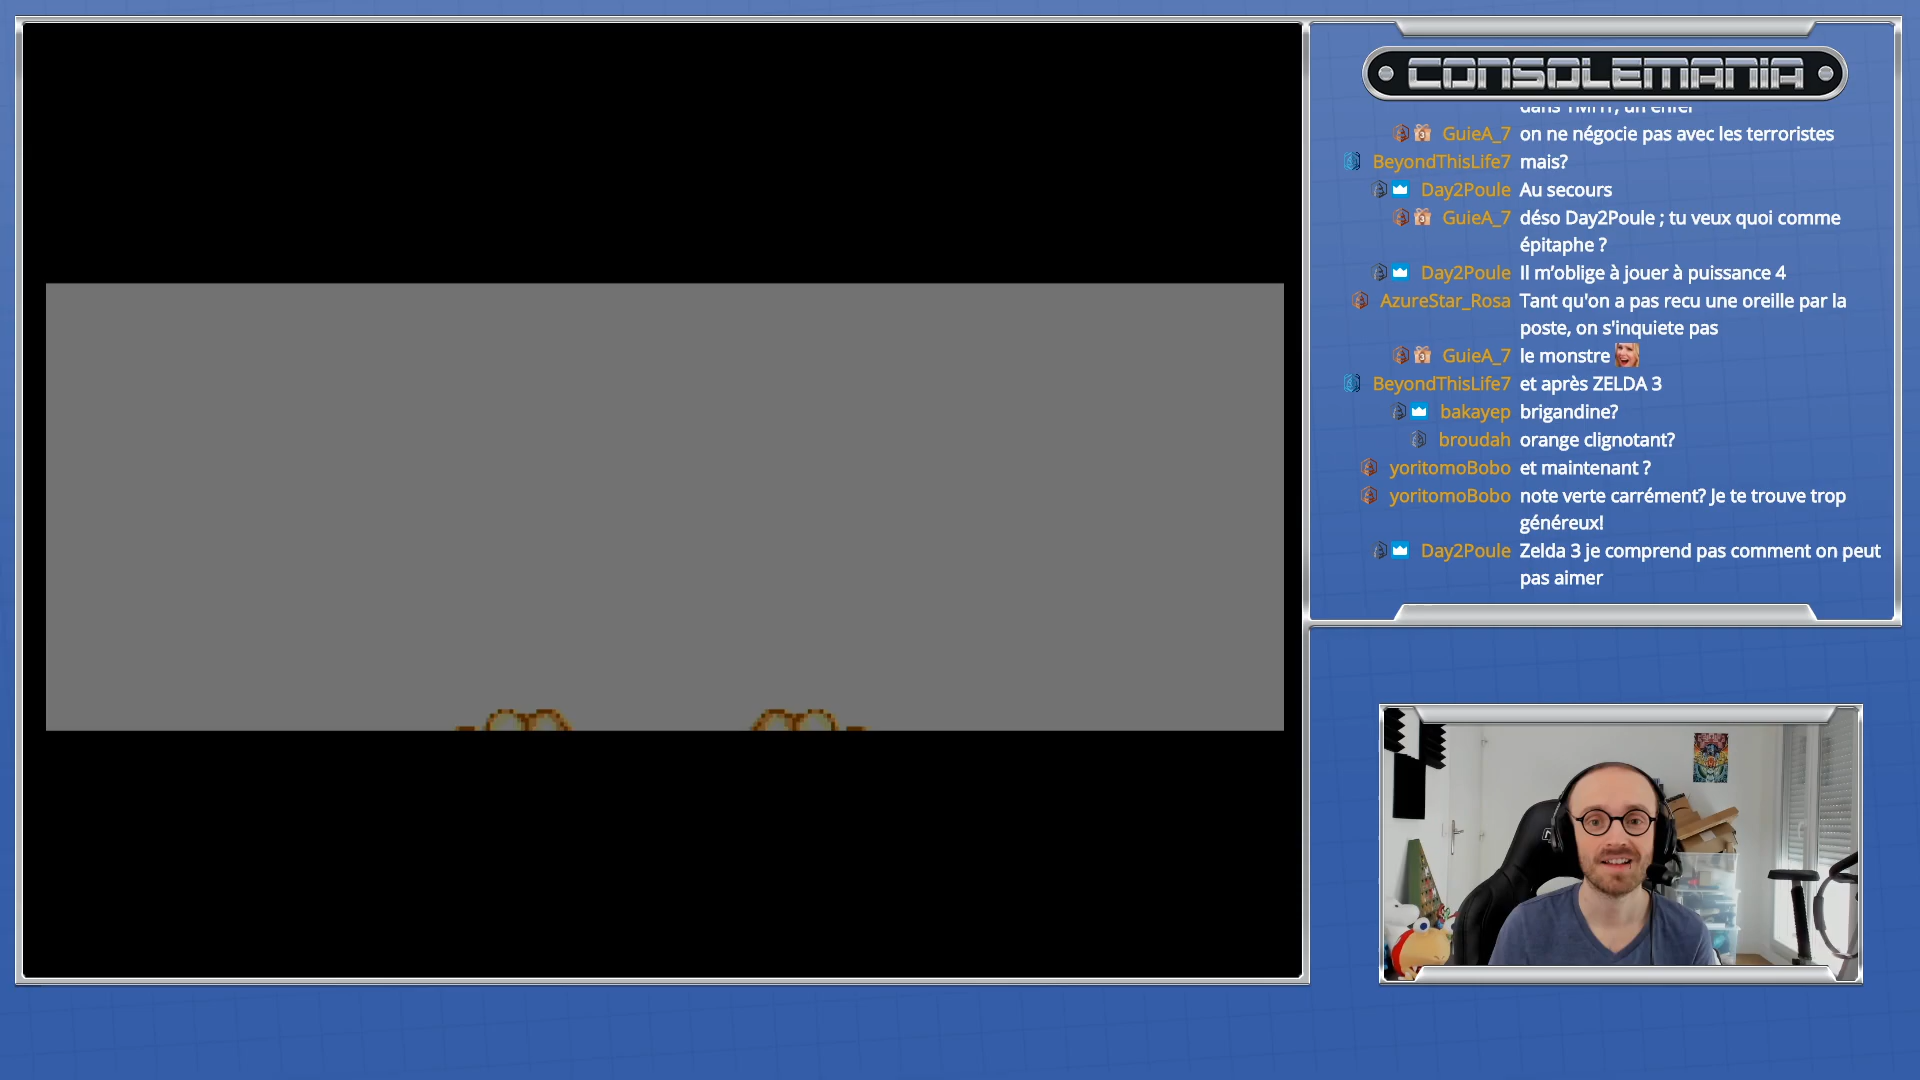 CONSOLEMANIA
GuieA_7 on ne négocie pas avec les terroristes
BeyondThisLife7 mais?
Day2Poule Au secours
GuieA_7 déso Day2Poule ; tu veux quoi comme
épitaphe ?
Day2Poule Il m’oblige à jouer à puissance 4
AzureStar_Rosa Tant qu'on a pas recu une oreille par la
poste, on s'inquiete pas
GuieA_7 le monstre
BeyondThisLife7 et après ZELDA 3
bakayep brigandine?
broudah orange clignotant?
yoritomoBobo et maintenant ?
yoritomoBobo note verte carrément? Je te trouve trop
généreux!
Day2Poule Zelda 3 je comprend pas comment on peut
pas aimer